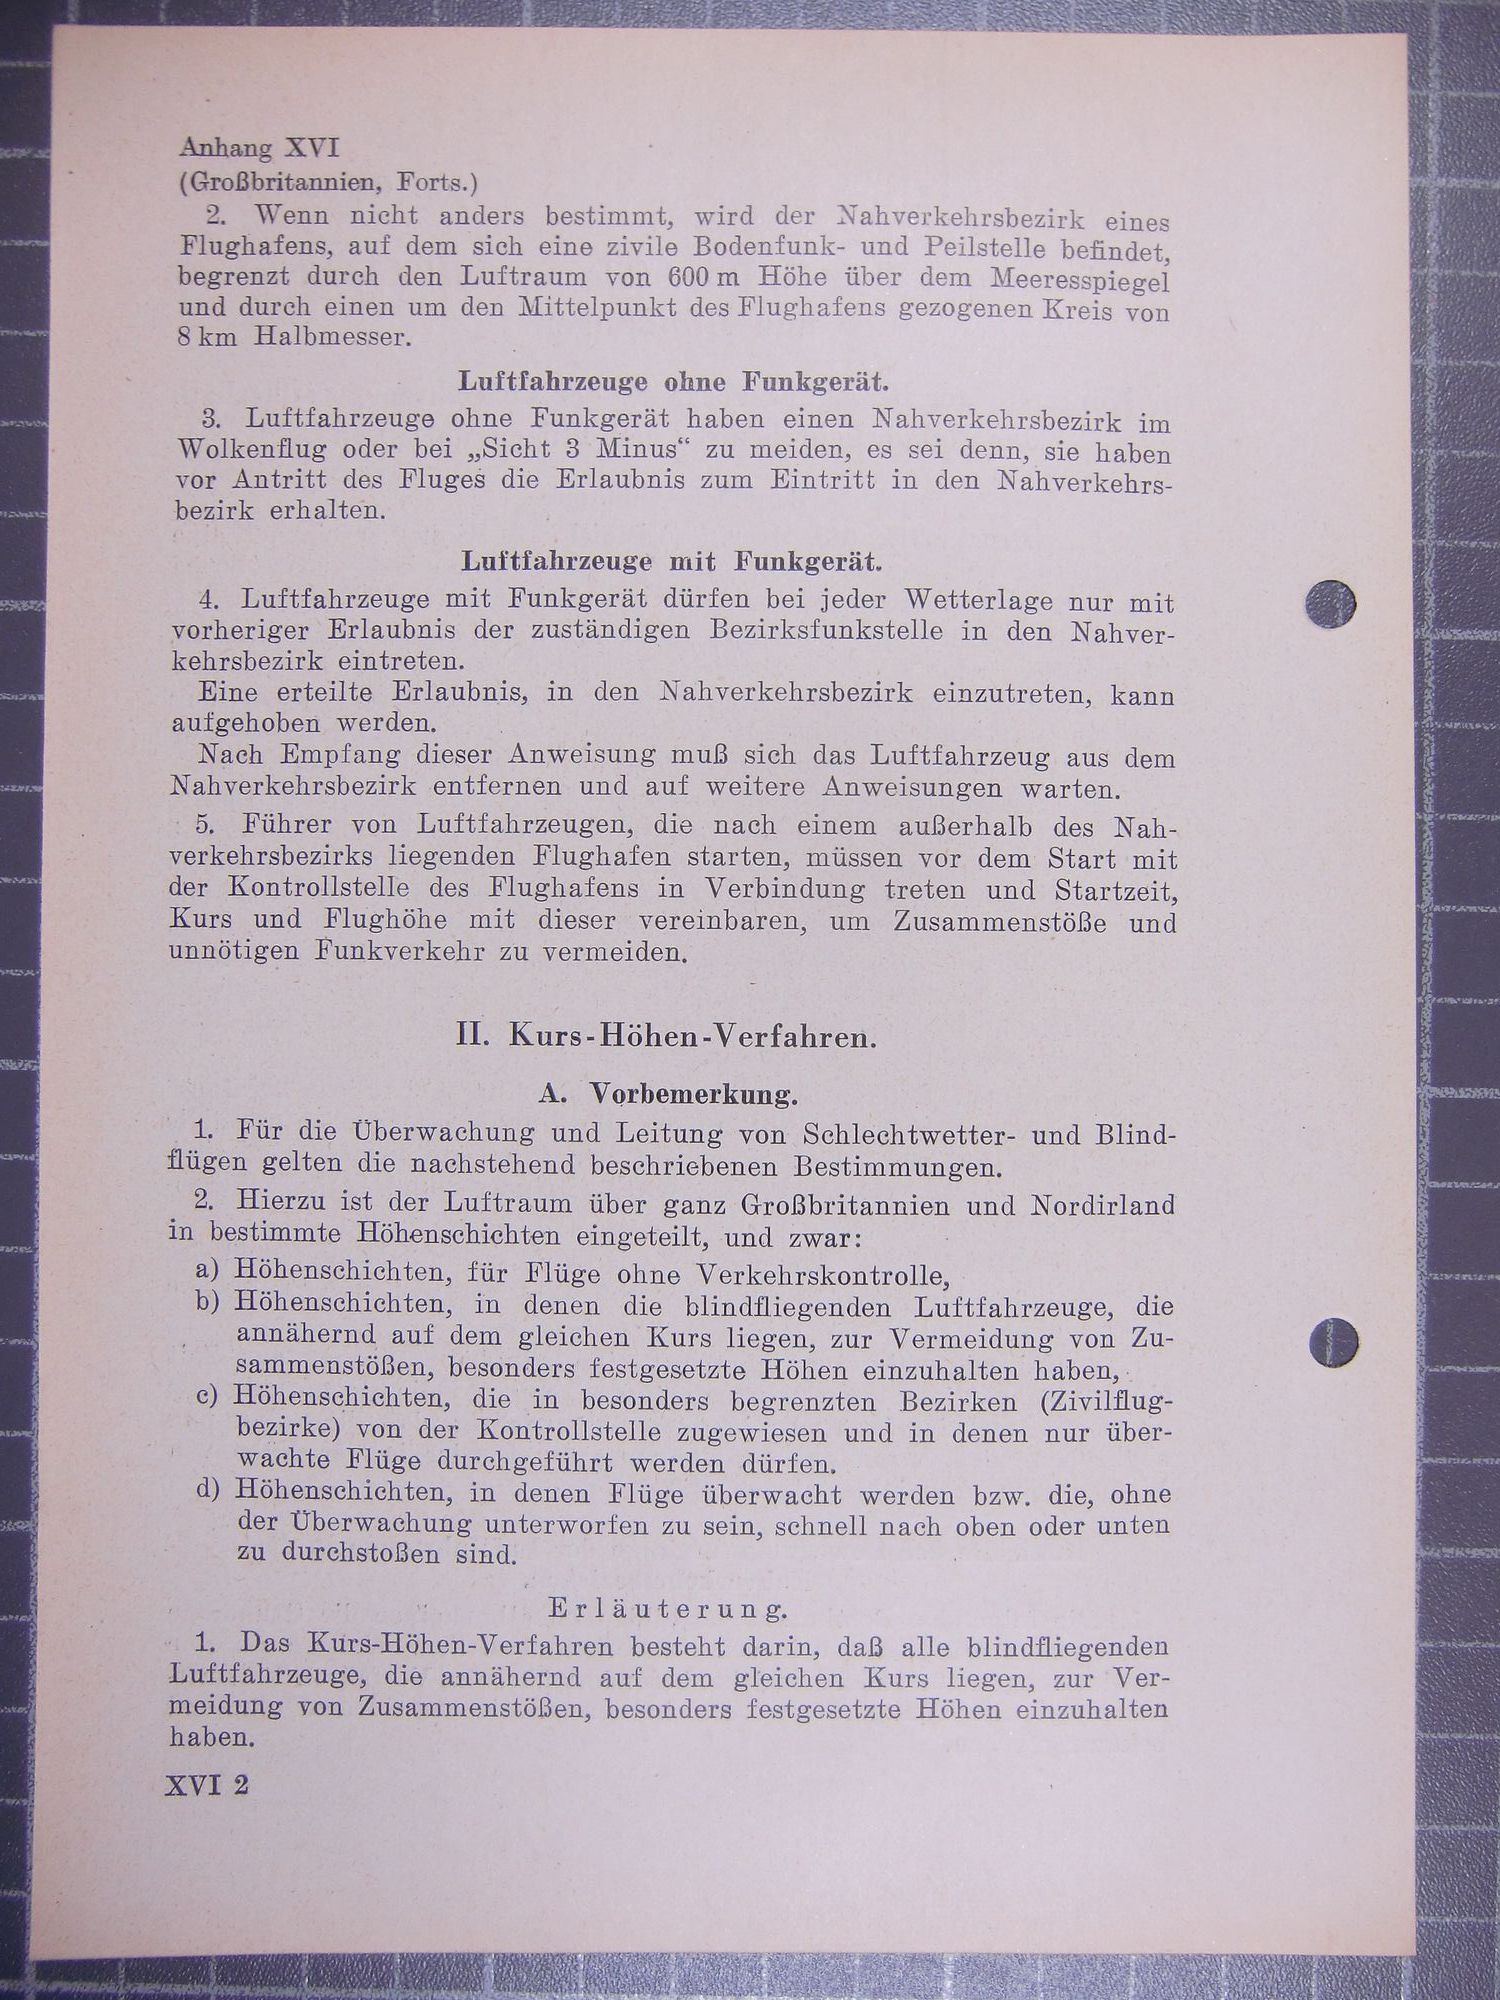 Anhang XVI
(Großbritannien, Forts.)
2. Wenn nicht anders bestimmt, wird der Nahverkehrsbezirk eines
Flughafens, auf dem sich eine zivile Bodenfunk- und Peilstelle befindet,
begrenzt durch den Luftraum von 600 m Höhe über dem Meeresspiegel
und durch einen um den Mittelpunkt des Flughafens gezogenen Kreis von
8 km Halbmesser.
Luftfahrzeuge ohne Funkgerät.
3. Luftfahrzeuge ohne Funkgerät haben einen Nahverkehrsbezirk im
Wolkenflug oder bei „Sicht 3 Minus“ zu meiden, es sei denn, sie haben
vor Antritt des Fluges die Erlaubnis zum Eintritt in den Nahverkehrs-
bezirk erhalten.
Luftfahrzeuge mit Funkgerät.
4. Luftfahrzeuge mit Funkgerät dürfen bei jeder Wetterlage nur mit
vorheriger Erlaubnis der zuständigen Bezirksfunkstelle in den Nahver-
kehrsbezirk eintreten.
Eine erteilte Erlaubnis, in den Nahverkehrsbezirk einzutreten, kann
aufgehoben werden.
Nach Empfang dieser Anweisung muß sich das Luftfahrzeug aus dem
Nahverkehrsbezirk entfernen und auf weitere Anweisungen warten.
5. Führer von Luftfahrzeugen, die nach einem außerhalb des Nah-
verkehrsbezirks liegenden Flughafen starten, müssen vor dem Start mit
der Kontrollstelle des Flughafens in Verbindung treten und Startzeit,
Kurs und Flughöhe mit dieser vereinbaren, um Zusammenstöße und
unnötigen Funkverkehr zu vermeiden.
II. Kurs-Höhen-Verfahren.
A. Vorbemerkung.
1. Für die Überwachung und Leitung von Schlechtwetter- und Blind-
flügen gelten die nachstehend beschriebenen Bestimmungen.
2. Hierzu ist der Luftraum über ganz Großbritannien und Nordirland
in bestimmte Höhenschichten eingeteilt, und zwar:
a) Höhenschichten, für Flüge ohne Verkehrskontrolle,
b) Höhenschichten, in denen die blindfliegenden Luftfahrzeuge, die
annähernd auf dem gleichen Kurs liegen, zur Vermeidung von Zu-
sammenstößen, besonders festgesetzte Höhen einzuhalten haben,
c) Höhenschichten, die in besonders begrenzten Bezirken (Zivilflug-
bezirke) von der Kontrollstelle zugewiesen und in denen nur über-
wachte Flüge durchgeführt werden dürfen.
d) Höhenschichten, in denen Flüge überwacht werden bzw. die, ohne
der Überwachung unterworfen zu sein, schnell nach oben oder unten
zu durchstoßen sind.
Erläuterung.
1. Das Kurs-Höhen-Verfahren besteht darin, daß alle blindfliegenden
Luftfahrzeuge, die annähernd auf dem gleichen Kurs liegen, zur Ver-
meidung von Zusammenstößen, besonders festgesetzte Höhen einzuhalten
haben.
XVI 2